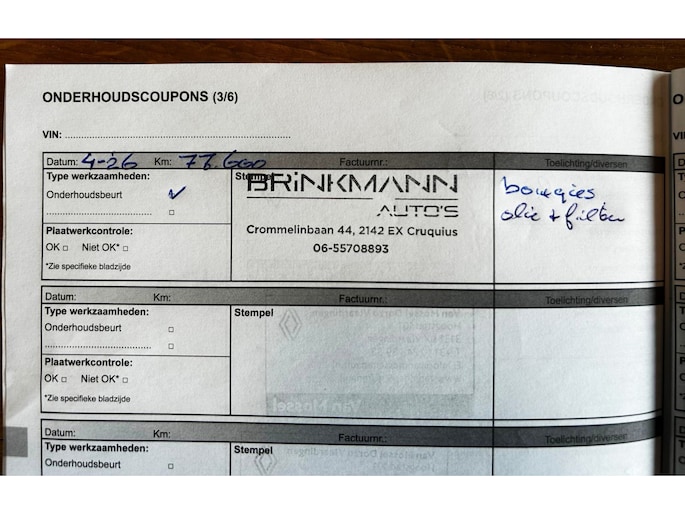 ONDERHOUDSCOUPONS (3/6)
VIN:
Datum: 4-26 Km: 77.600 Factuurnr.: Toelichting/diversen
Type werkzaamheden: Stempel
Onderhoudsbeurt
BRINKMANN
AUTO'S
Crommelinbaan 44, 2142 EX Cruquius
06-55708893
bougies
olie + filter
Plaatwerkcontrole:
OK Niet OK*
*Zie specifieke bladzijde
Datum: Km: Factuurnr.: Toelichting/diversen
Type werkzaamheden: Stempel
Onderhoudsbeurt
Plaatwerkcontrole:
OK Niet OK*
*Zie specifieke bladzijde
Datum: Km: Factuurnr.: Toelichting/diversen
Type werkzaamheden: Stempel
Onderhoudsbeurt